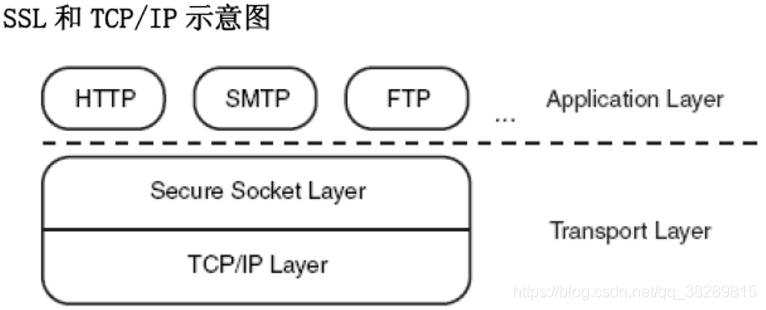 SSL 和 TCP/IP 示意图
HTTP SMTP FTP ... Application Layer
Secure Socket Layer
Transport Layer
TCP/IP Layer
https://blog.csdn.net/qq_38289815